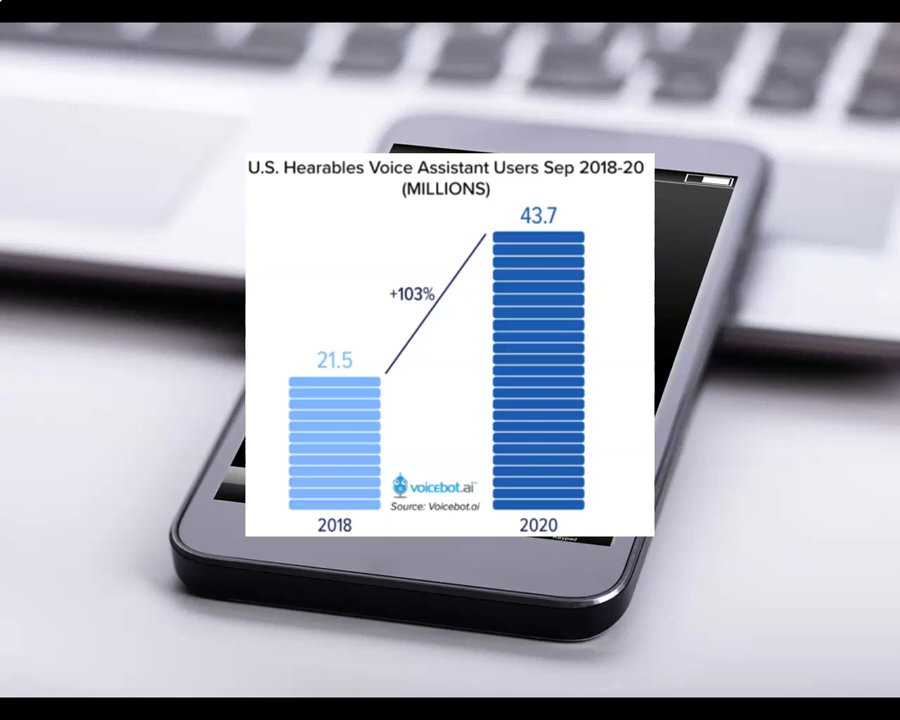 U.S. Hearables Voice Assistant Users Sep 2018-20
(MILLIONS)
43.7
+103%
21.5
voicebot.ai
Source: Voicebot.ai
2018
2020
Keypad